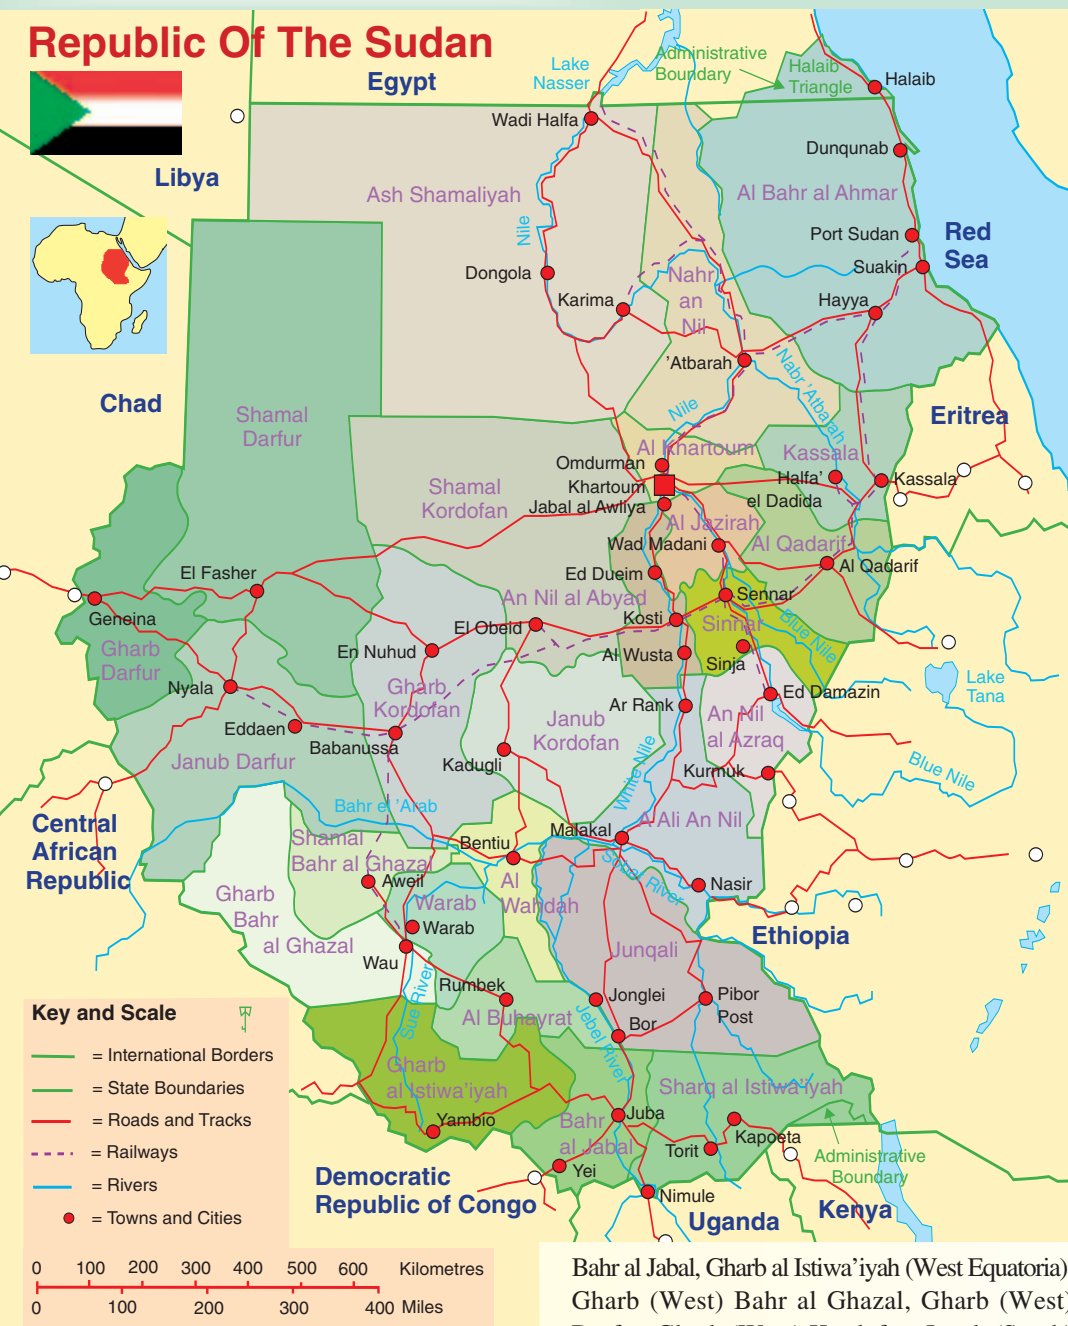 Republic Of The Sudan
Egypt
Lake
Nasser
Administrative
Boundary
Halaib
Triangle
Halaib
Wadi Halfa
Dunqunab
Libya
Ash Shamaliyah
Al Bahr al Ahmar
Nile
Port Sudan
Red
Sea
Suakin
Dongola
Karima
Nahr
an
Nil
Hayya
'Atbarah
Nabr 'Atbarah
Chad
Shamal
Darfur
Nile
Eritrea
Al Khartoum
Kassala
Omdurman
Khartoum
Jabal al Awliya
Halfa'
el Dadida
Kassala
Shamal
Kordofan
Al Jazirah
Wad Madani
Al Qadarif
Al Qadarif
El Fasher
Ed Dueim
Geneina
An Nil al Abyad
Sennar
Kosti
Sinnar
Blue Nile
El Obeid
Gharb
Darfur
En Nuhud
Al Wusta
Sinja
Lake
Tana
Nyala
Gharb
Kordofan
Ed Damazin
Ar Rank
An Nil
al Azraq
Eddaen
Babanussa
Janub
Kordofan
Janub Darfur
Kadugli
White Nile
Kurmuk
Blue Nile
Bahr el 'Arab
Central
African
Republic
Shamal
Bahr al Ghazal
Bentiu
Malakal
A Ali An Nil
Sobat River
Aweil
Al
Wahdah
Nasir
Gharb
Bahr
al Ghazal
Warab
Warab
Ethiopia
Wau
Junqali
Sue River
Rumbek
Jonglei
Pibor
Post
Al Buhayrat
Jebel River
Bor
Key and Scale
= International Borders
= State Boundaries
= Roads and Tracks
= Railways
= Rivers
= Towns and Cities
Gharb
al Istiwa'iyah
Sharq al Istiwa'iyah
Yambio
Bahr
al Jabal
Juba
Kapoeta
Torit
Administrative
Boundary
Yei
Democratic
Republic of Congo
Nimule
Uganda
Kenya
0 100 200 300 400 500 600 Kilometres
0 100 200 300 400 Miles
Bahr al Jabal, Gharb al Istiwa'iyah (West Equatoria)
Gharb (West) Bahr al Ghazal, Gharb (West)